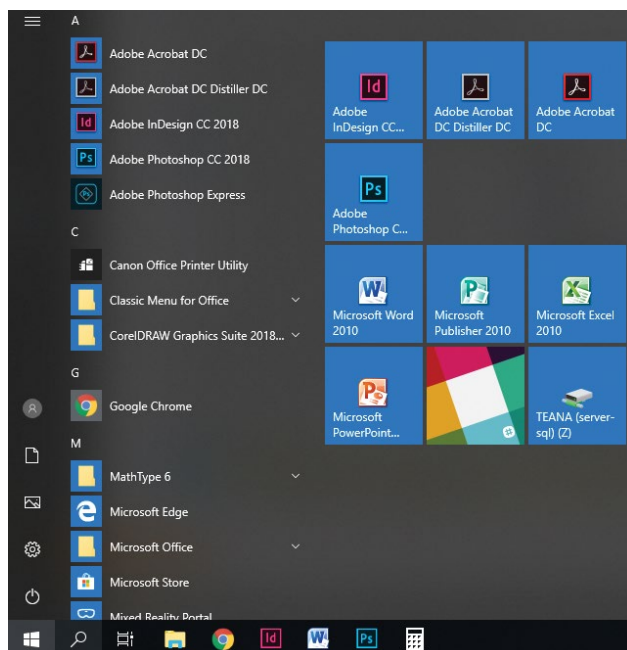 A
Adobe Acrobat DC
Adobe Acrobat DC Distiller DC
Adobe InDesign CC 2018
Adobe Photoshop CC 2018
Adobe Photoshop Express
C
Canon Office Printer Utility
Classic Menu for Office
CorelDRAW Graphics Suite 2018...
G
Google Chrome
M
MathType 6
Microsoft Edge
Microsoft Office
Microsoft Store
Mixed Reality Portal
Id
Adobe
InDesign CC...
Adobe Acrobat
DC Distiller DC
Adobe Acrobat
DC
Ps
Adobe
Photoshop C...
Microsoft Word
2010
Microsoft
Publisher 2010
Microsoft Excel
2010
Microsoft
PowerPoint...
TEANA (server-
sql) (Z)
Id
Ps
Id
W
Ps